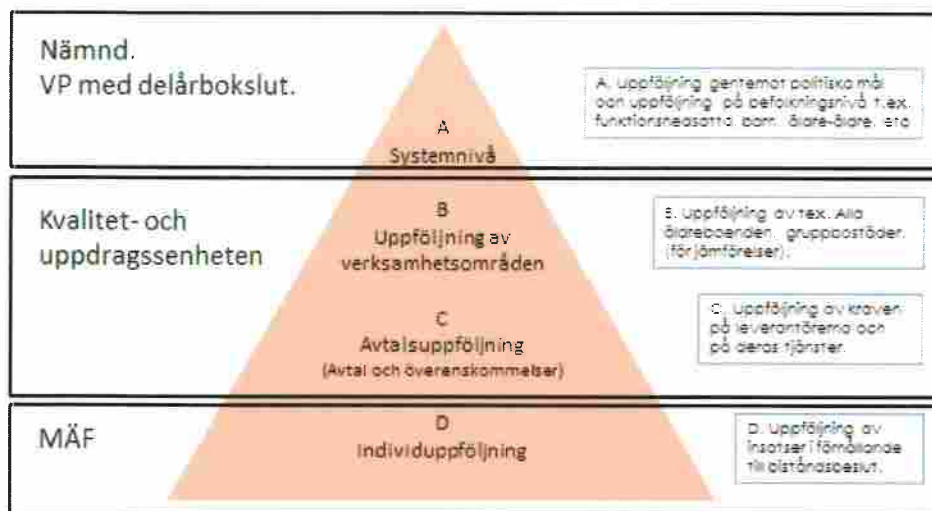 Nämnd.
VP med delårbokslut.
A
Systemnivå
A. Uppföljning gentemot politiska mål
och uppföljning på befolkningsnivå t.ex.
funktionsnedsatta, barn, äldre-äldre, etc
Kvalitet- och
uppdragssenheten
B
Uppföljning av
verksamhetsområden
B. Uppföljning av tex. Alla
äldreboenden, gruppbostäder.
(för jämförelser).
C
Avtalsuppföljning
(Avtal och överenskommelser)
C. Uppföljning av kraven
på leverantörerna och
på deras tjänster.
MÄF
D
Individuppföljning
D. Uppföljning av
insatser i förhållande
till biståndsbeslut.